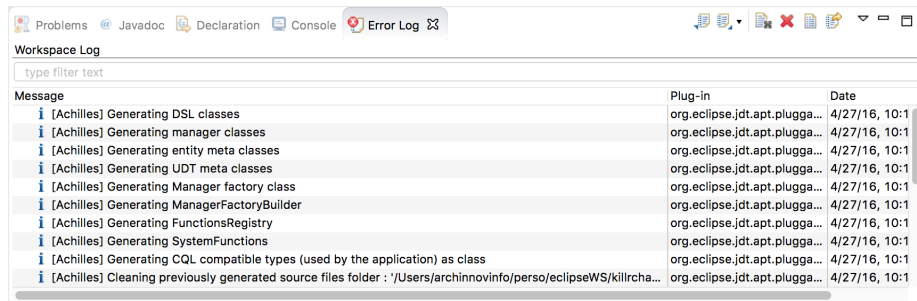 Problems @ Javadoc Declaration Console Error Log
Workspace Log
type filter text
Message Plug-in Date
[Achilles] Generating DSL classes org.eclipse.jdt.apt.plugga... 4/27/16, 10:1
[Achilles] Generating manager classes org.eclipse.jdt.apt.plugga... 4/27/16, 10:1
[Achilles] Generating entity meta classes org.eclipse.jdt.apt.plugga... 4/27/16, 10:1
[Achilles] Generating UDT meta classes org.eclipse.jdt.apt.plugga... 4/27/16, 10:1
[Achilles] Generating Manager factory class org.eclipse.jdt.apt.plugga... 4/27/16, 10:1
[Achilles] Generating ManagerFactoryBuilder org.eclipse.jdt.apt.plugga... 4/27/16, 10:1
[Achilles] Generating FunctionsRegistry org.eclipse.jdt.apt.plugga... 4/27/16, 10:1
[Achilles] Generating SystemFunctions org.eclipse.jdt.apt.plugga... 4/27/16, 10:1
[Achilles] Generating CQL compatible types (used by the application) as class org.eclipse.jdt.apt.plugga... 4/27/16, 10:1
[Achilles] Cleaning previously generated source files folder : '/Users/archinnovinfo/perso/eclipseWS/killrcha... org.eclipse.jdt.apt.plugga... 4/27/16, 10:1